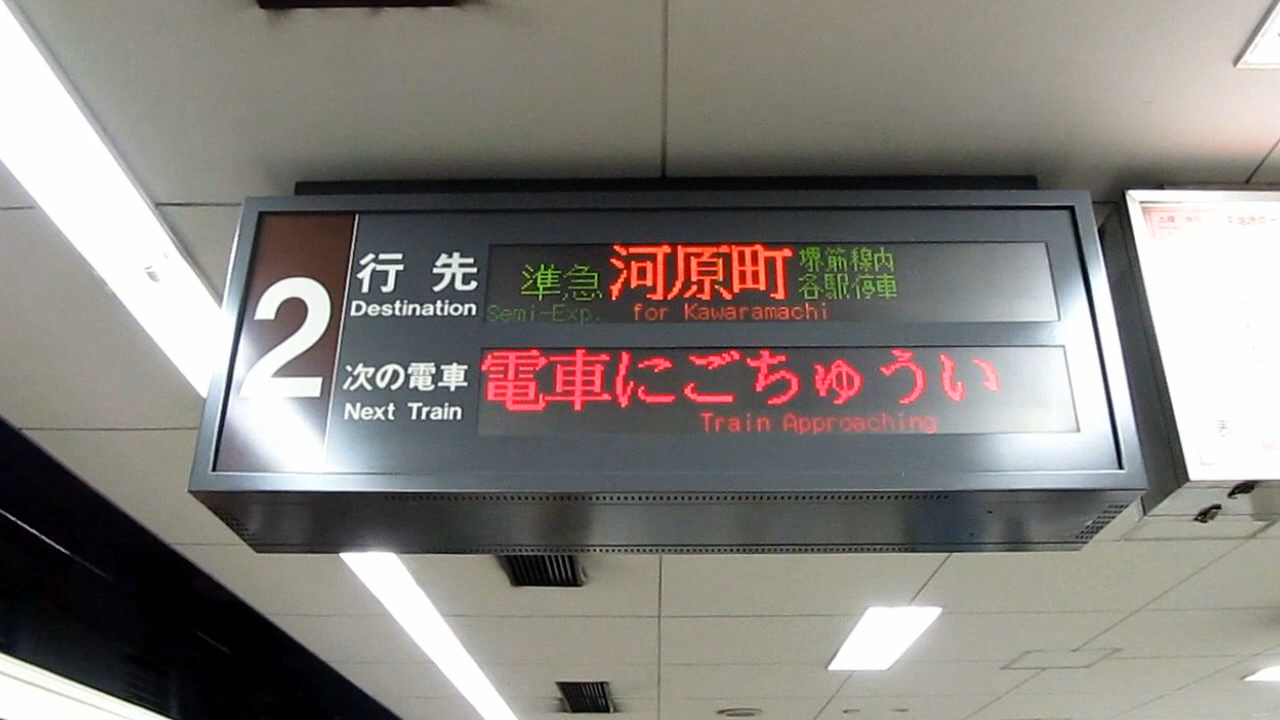 2
行先
Destination
準急 河原町 堺筋線内
各駅停車
Semi-Exp. for Kawaramachi
次の電車
Next Train
電車にごちゅうい
Train Approaching